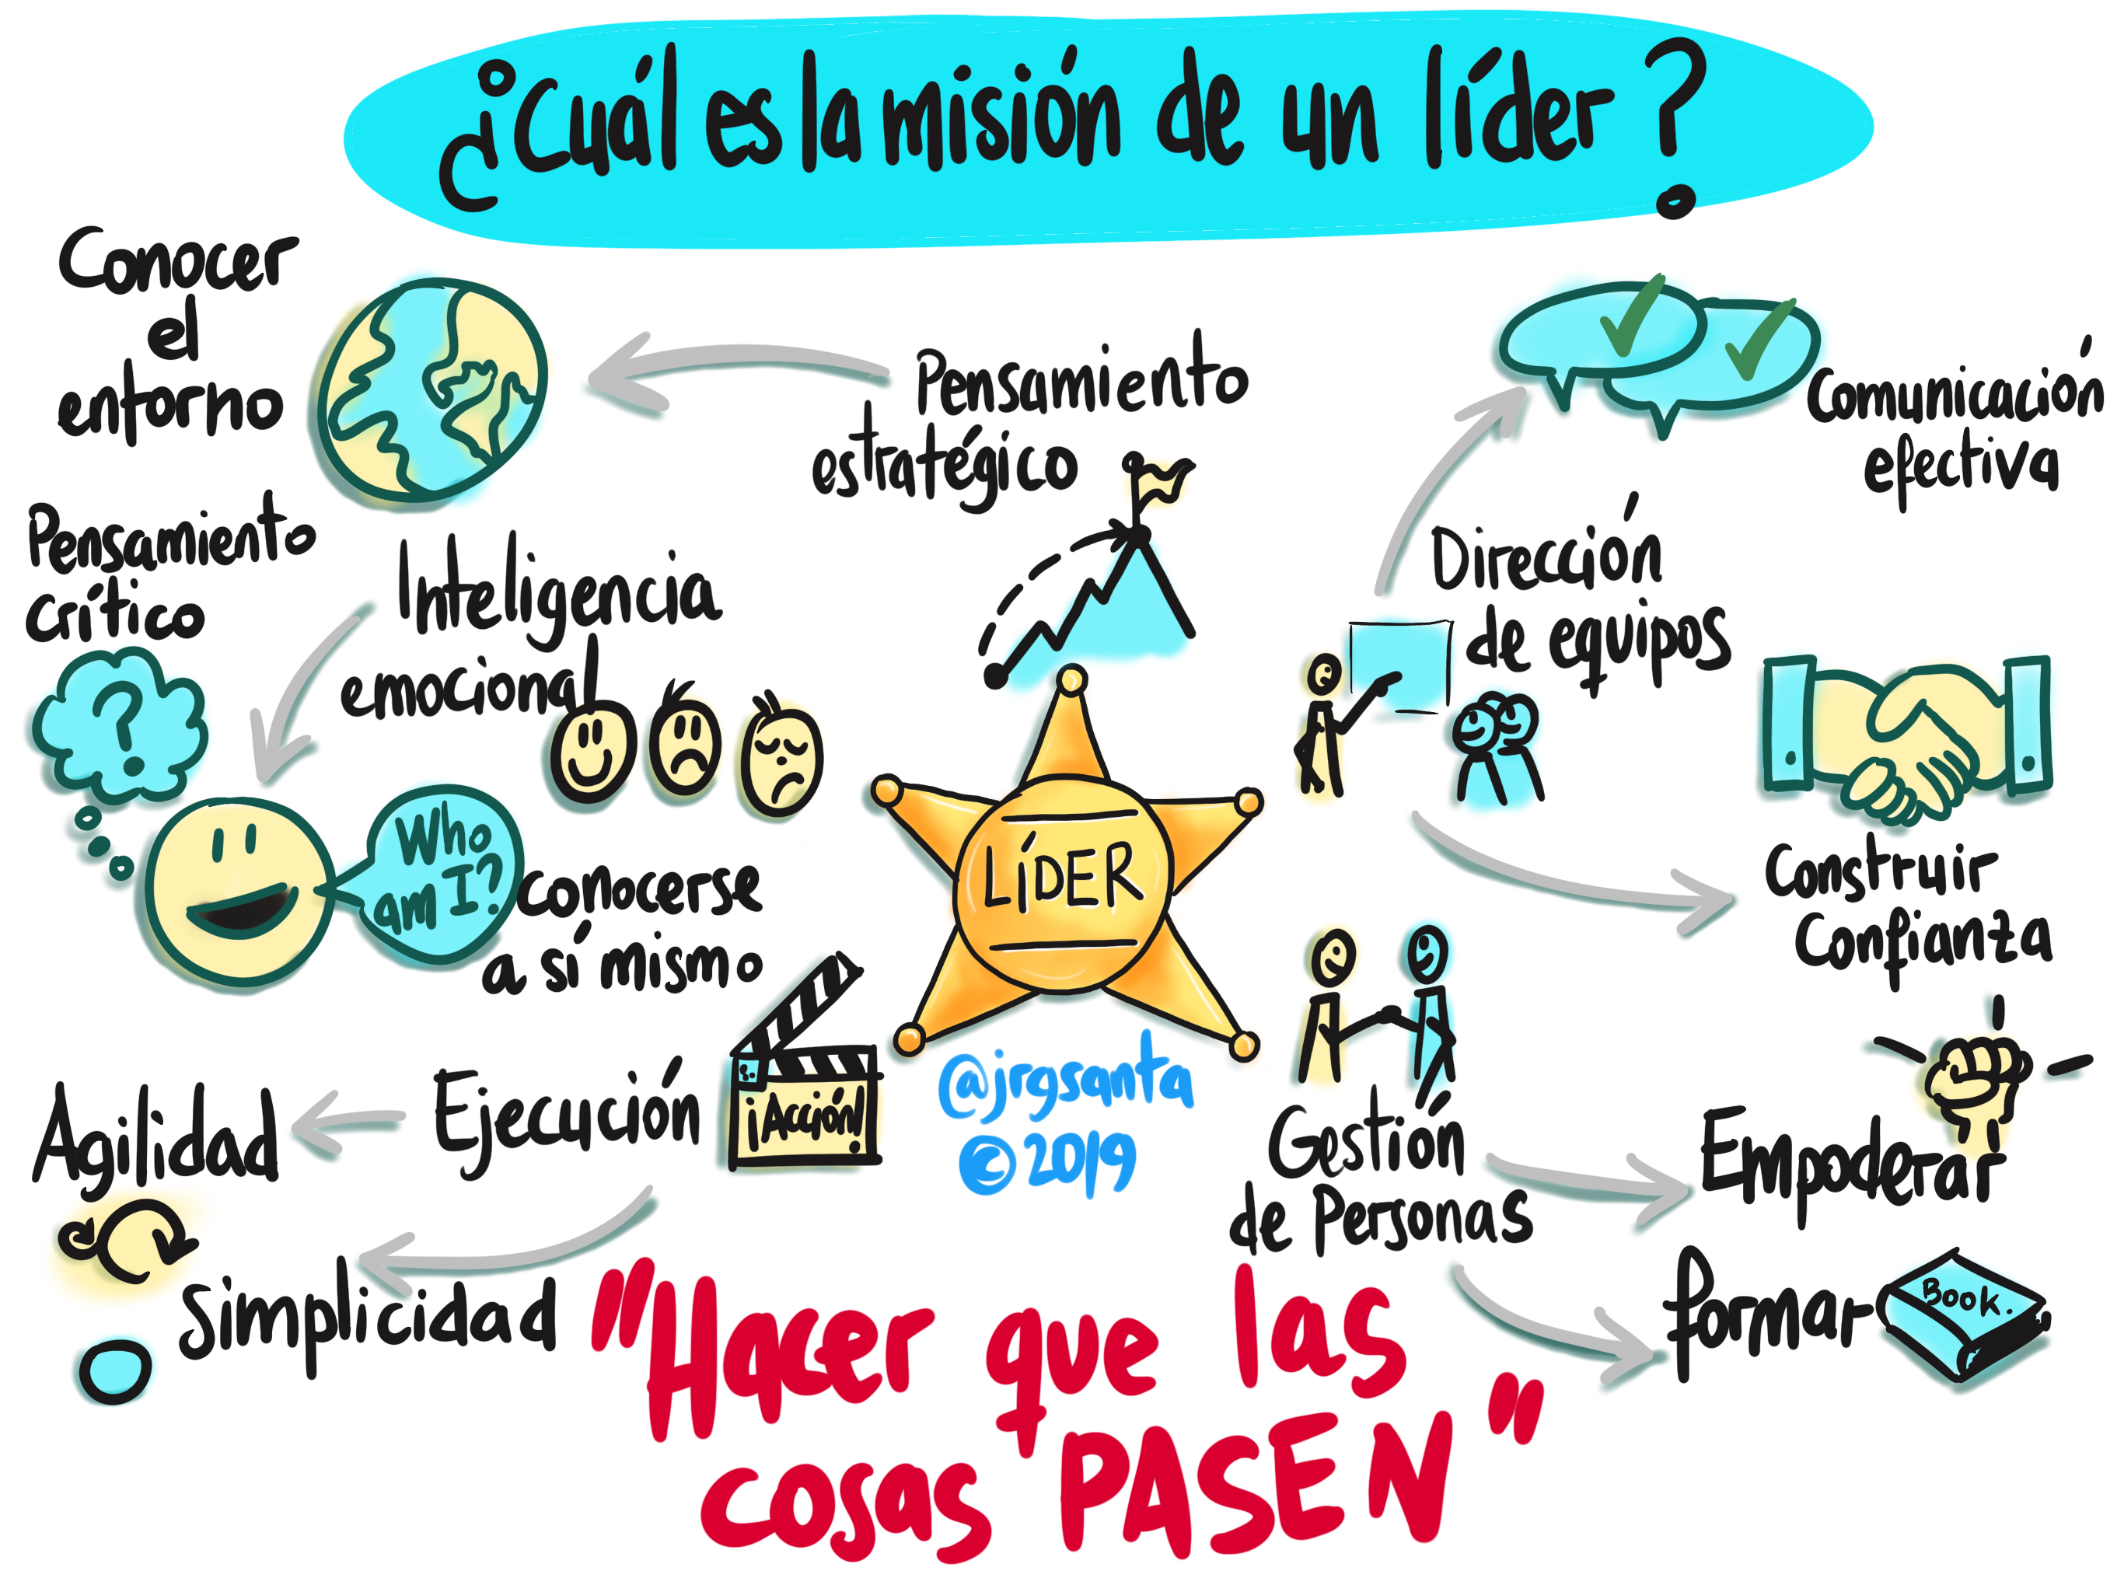 ¿Cuál es la misión de un líder?
Conocer
el
entorno
Pensamiento
estratégico
Comunicación
efectiva
Pensamiento
crítico
Inteligencia
emocional
Dirección
de equipos
Who
am I?
conocerse
a sí mismo
LÍDER
Construir
Confianza
@jrgsanta
©2019
Agilidad
Ejecución
¡Acción!
Simplicidad
Gestión
de Personas
Empoderar
formar
BOOK.
"Hacer que las
cosas PASEN"